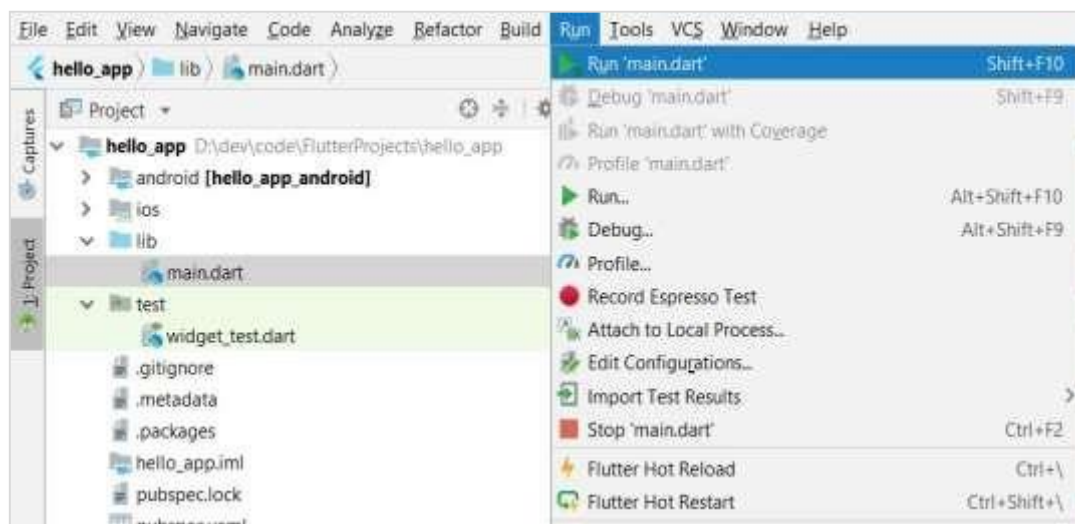 File Edit View Navigate Code Analyze Refactor Build Run Tools VCS Window Help
hello_app lib main.dart
Project
Captures
1: Project
hello_app D:\dev\code\FlutterProjects\hello_app
android [hello_app_android]
ios
lib
main.dart
test
widget_test.dart
.gitignore
.metadata
.packages
hello_app.iml
pubspec.lock
pubspec.yaml
Run 'main.dart' Shift+F10
Debug 'main.dart' Shift+F9
Run 'main.dart' with Coverage
Profile 'main.dart'
Run... Alt+Shift+F10
Debug... Alt+Shift+F9
Profile...
Record Espresso Test
Attach to Local Process...
Edit Configurations...
Import Test Results
Stop 'main.dart' Ctrl+F2
Flutter Hot Reload Ctrl+\
Flutter Hot Restart Ctrl+Shift+\